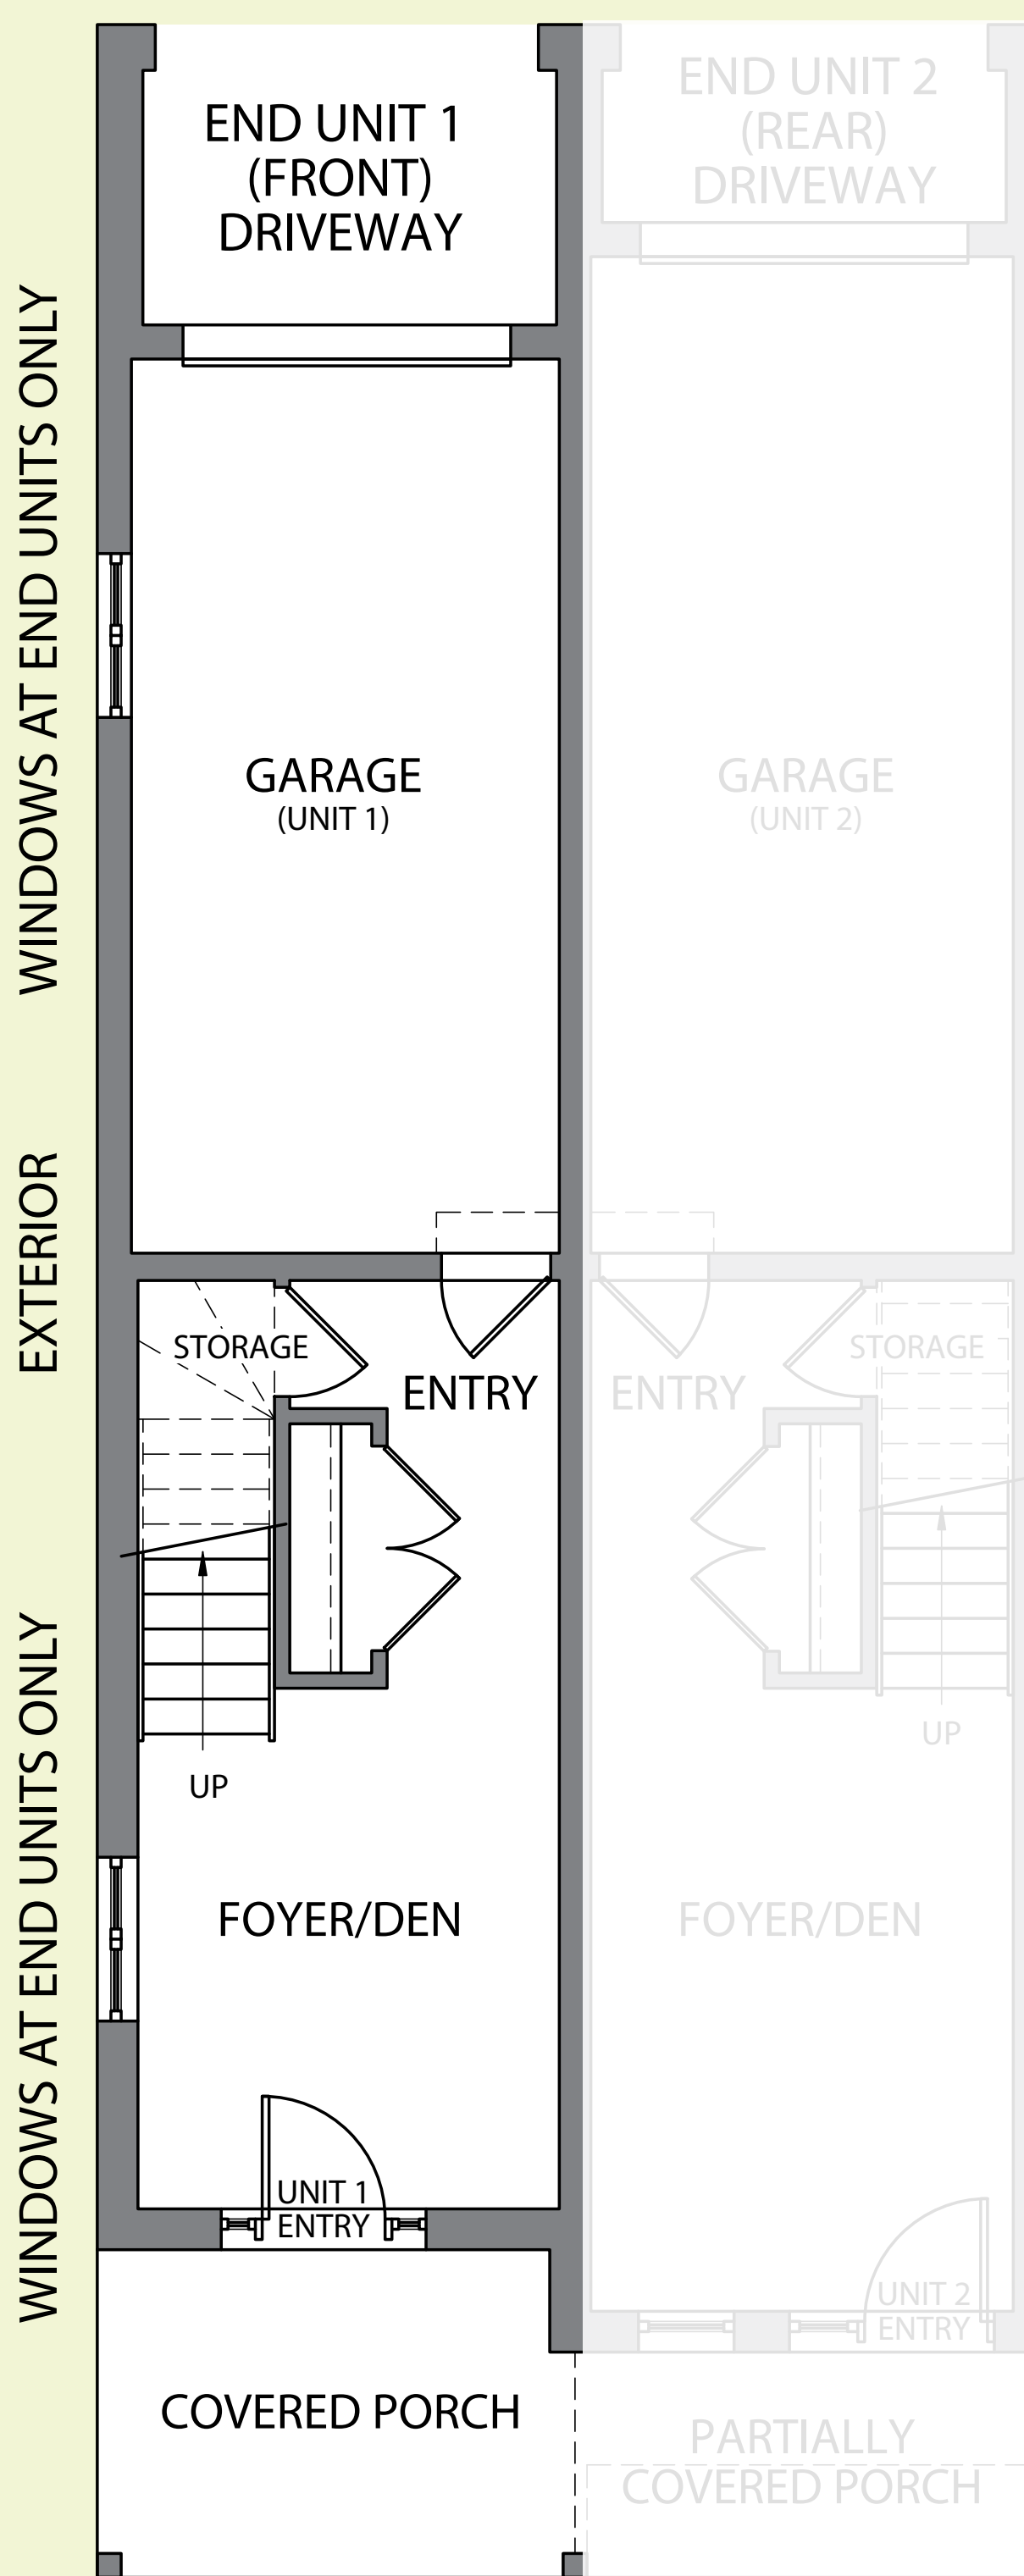 END UNIT 1
(FRONT)
DRIVEWAY
END UNIT 2
(REAR)
DRIVEWAY
WINDOWS AT END UNITS ONLY
GARAGE
(UNIT 1)
GARAGE
(UNIT 2)
EXTERIOR
STORAGE
ENTRY
ENTRY
STORAGE
UP
UP
WINDOWS AT END UNITS ONLY
FOYER/DEN
FOYER/DEN
UNIT 1
ENTRY
UNIT 2
ENTRY
COVERED PORCH
PARTIALLY
COVERED PORCH